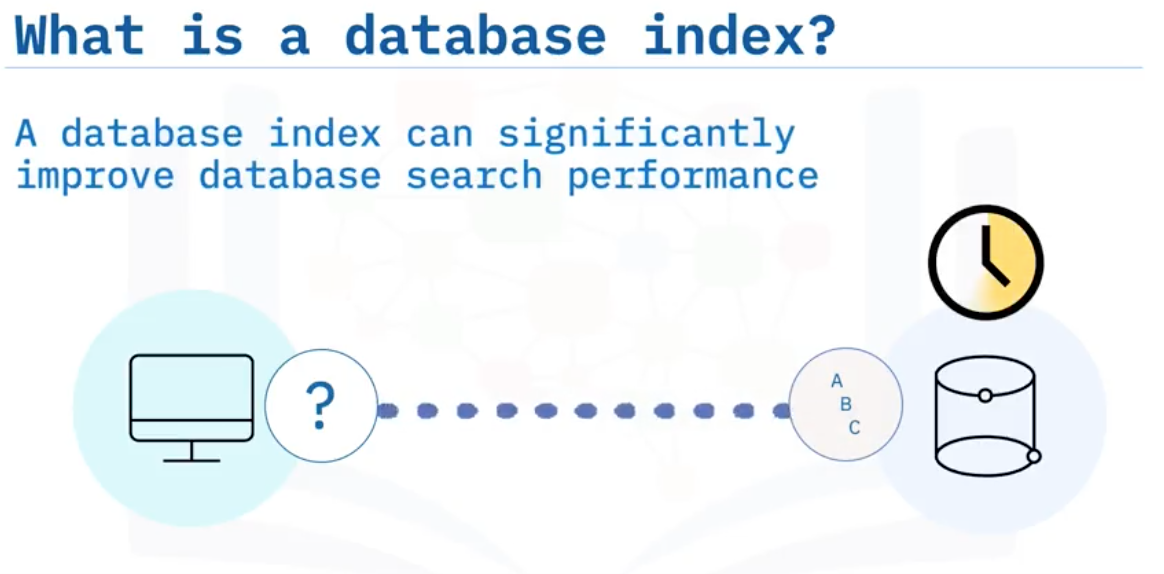 What is a database index?
A database index can significantly
improve database search performance
?
A
B
C